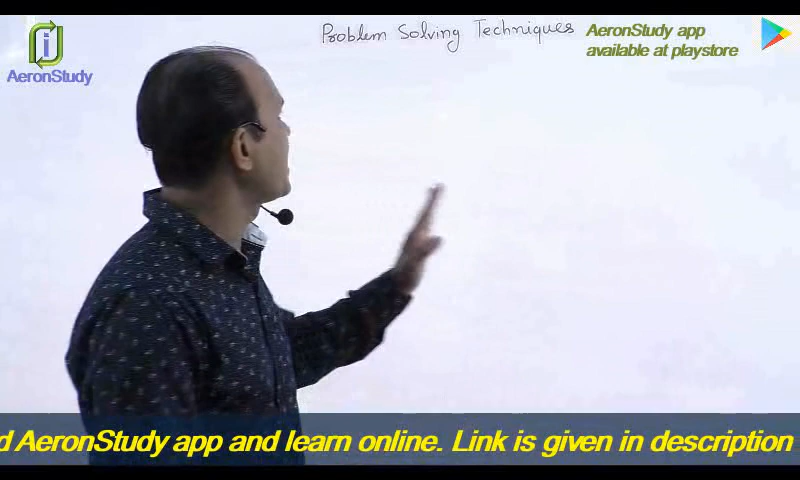 Problem Solving Techniques
AeronStudy app
available at playstore
AeronStudy
AeronStudy app and learn online. Link is given in description